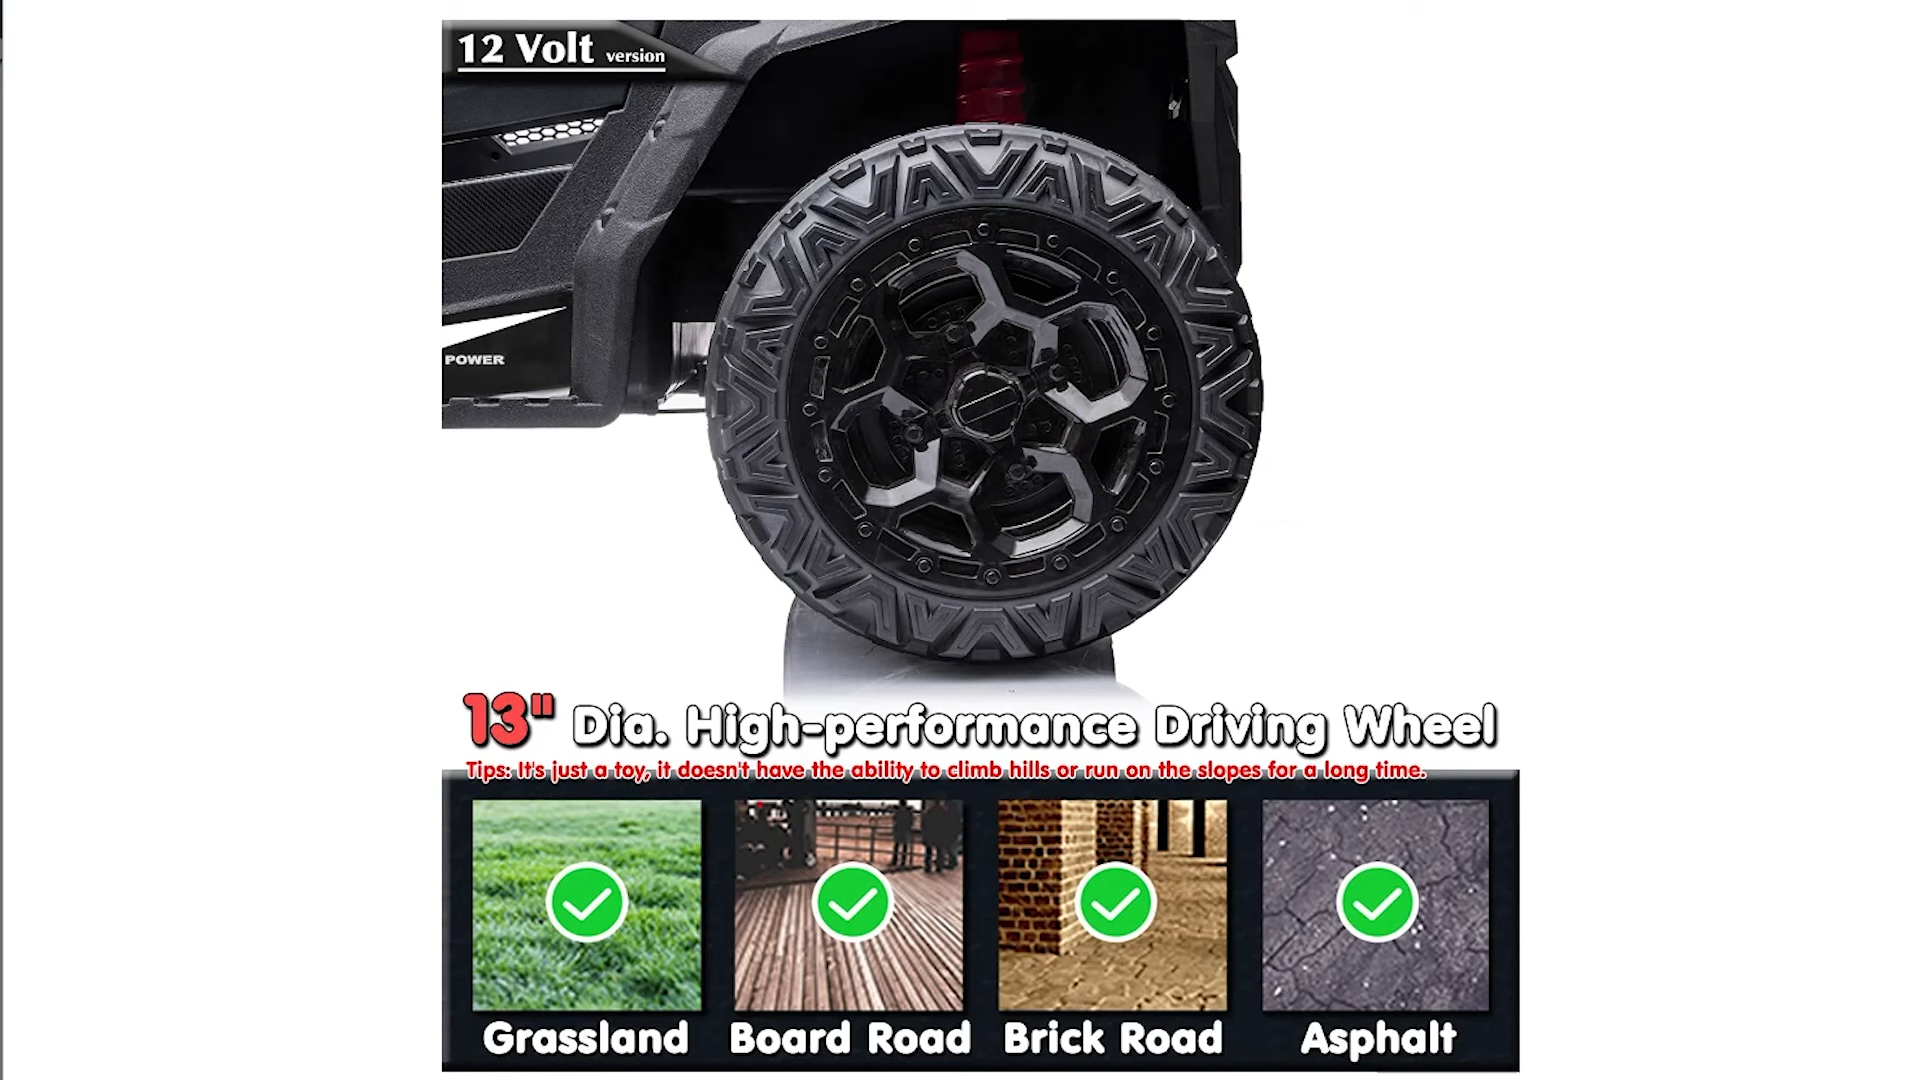 12 Volt version
POWER
13" Dia. High-performance Driving Wheel
Tips: It's just a toy, it doesn't have the ability to climb hills or run on the slopes for a long time.
Grassland Board Road Brick Road Asphalt